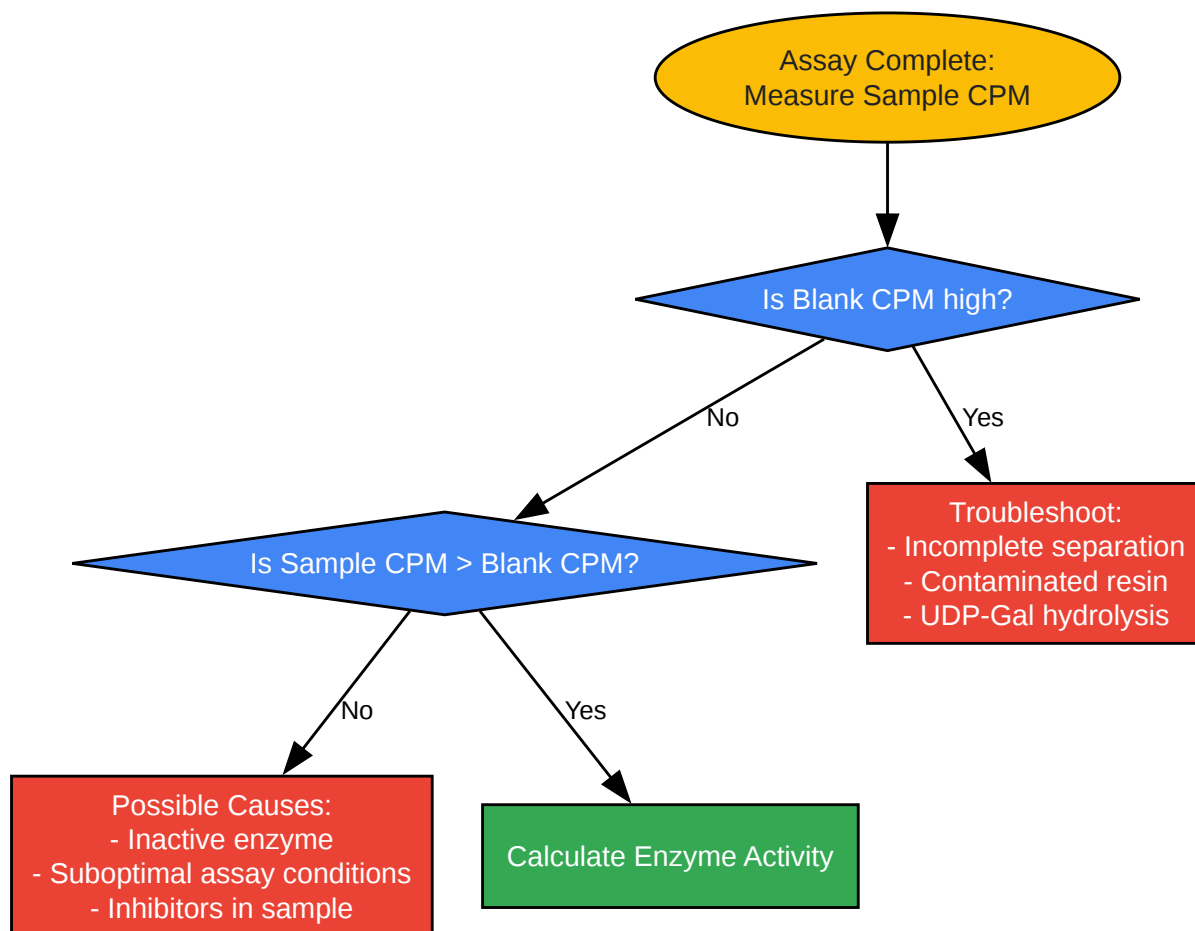 Assay Complete:
Measure Sample CPM
Is Blank CPM high?
No
Yes
Troubleshoot:
- Incomplete separation
- Contaminated resin
- UDP-Gal hydrolysis
Is Sample CPM > Blank CPM?
No
Yes
Possible Causes:
- Inactive enzyme
- Suboptimal assay conditions
- Inhibitors in sample
Calculate Enzyme Activity